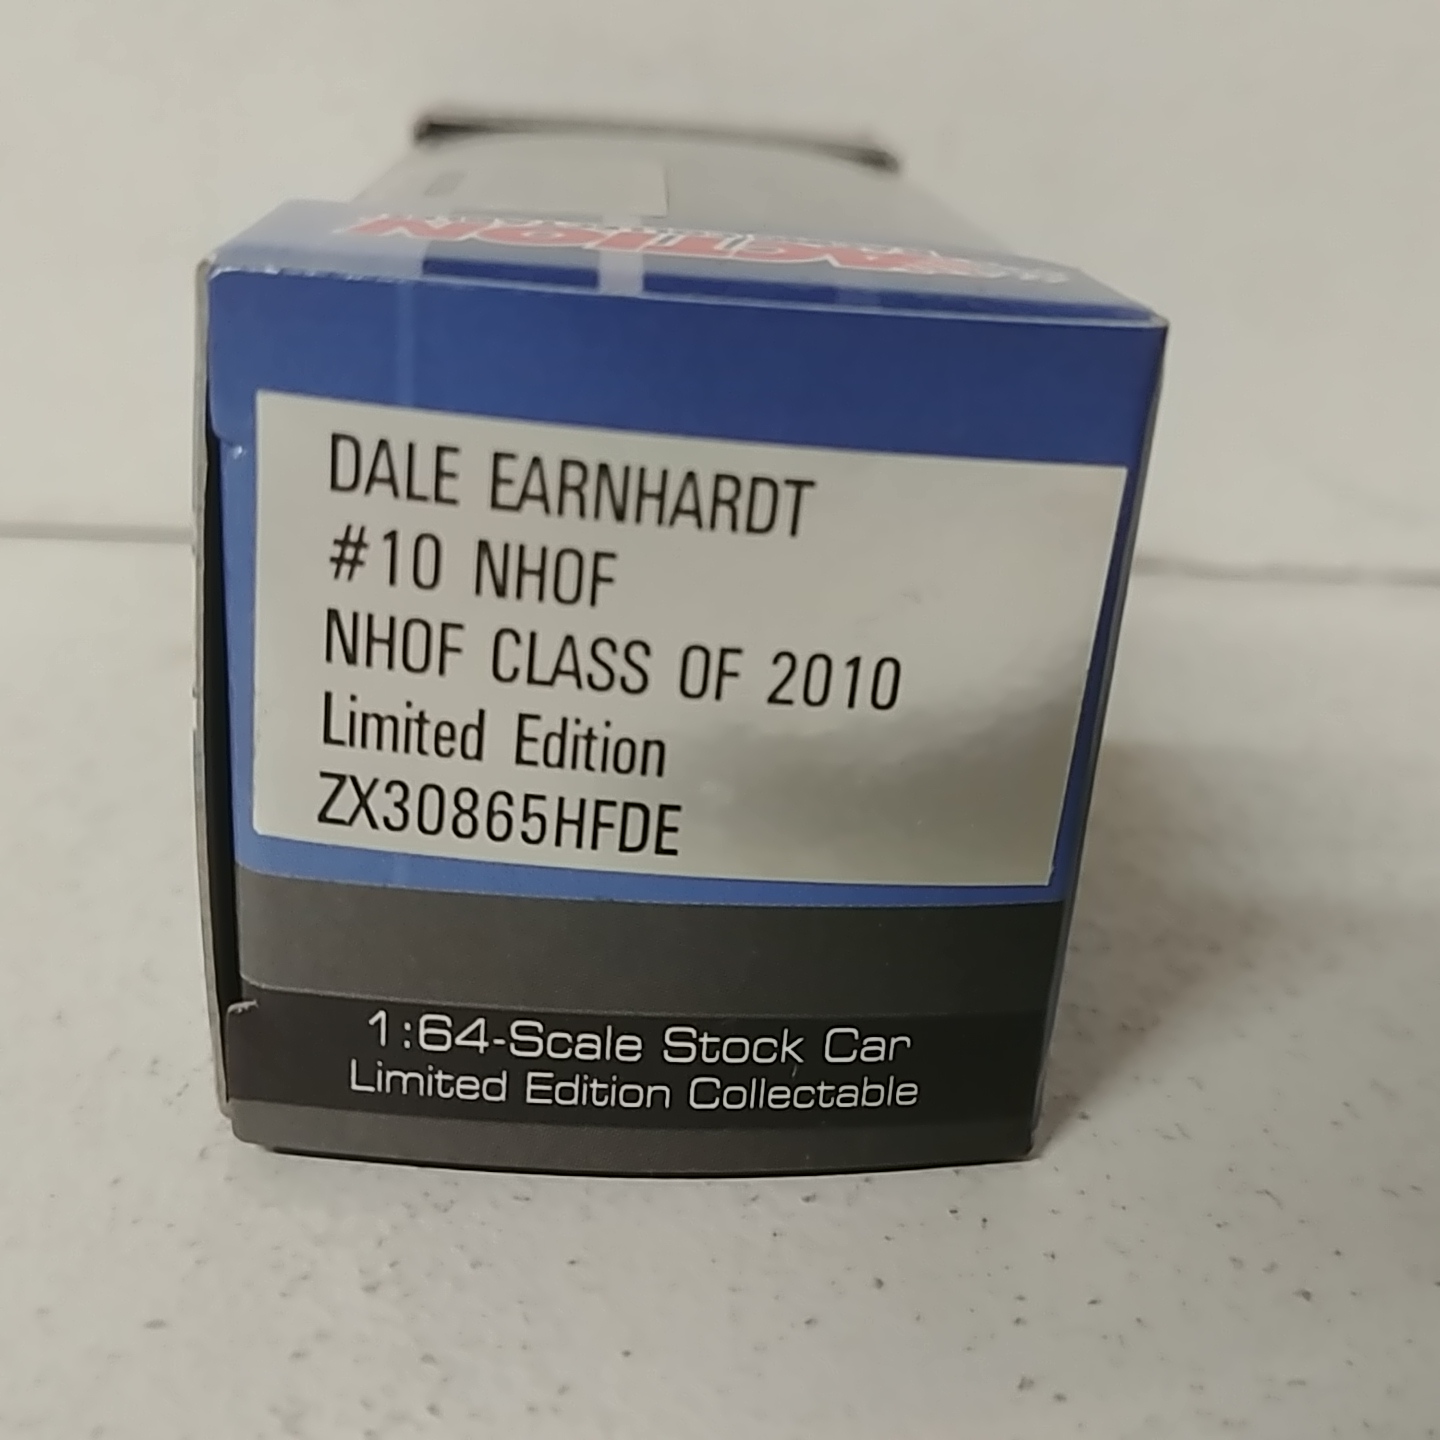 ACTION
DALE EARNHARDT
#10 NHOF
NHOF CLASS OF 2010
Limited Edition
ZX30865HFDE
1:64-Scale Stock Car
Limited Edition Collectable